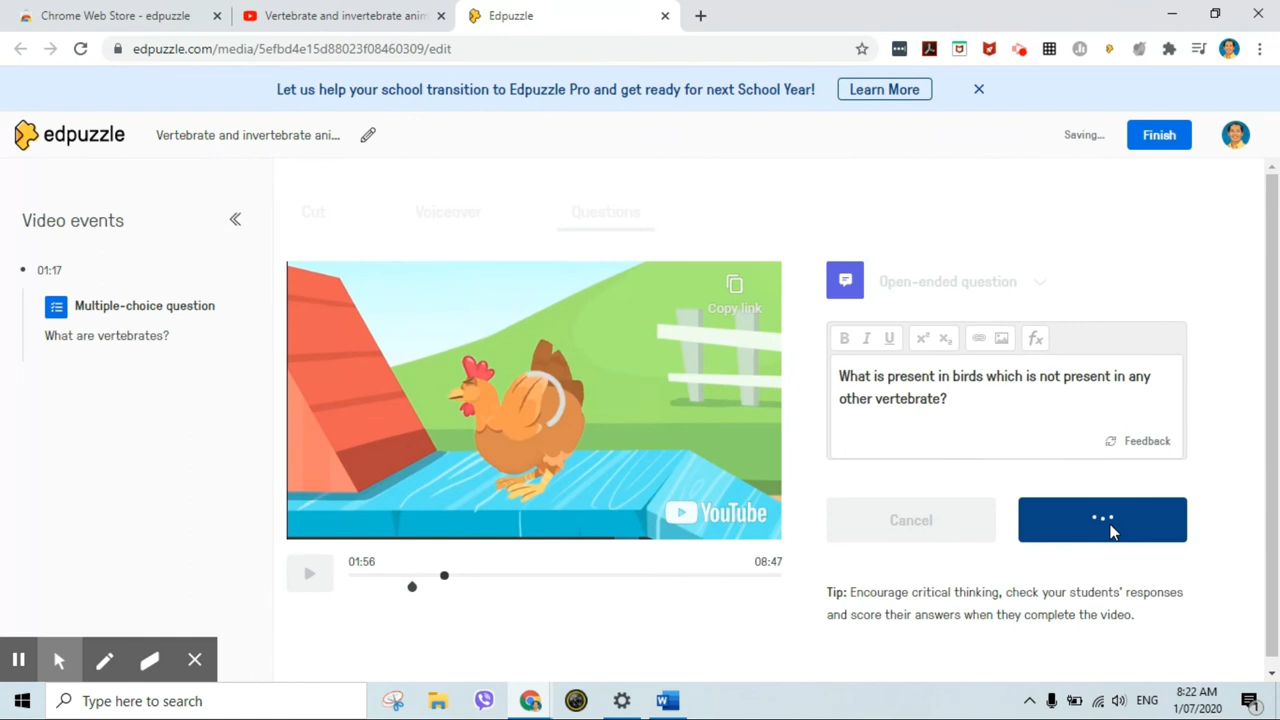 Chrome Web Store - edpuzzle
Vertebrate and invertebrate anim
Edpuzzle
edpuzzle.com/media/5efbd4e15d88023f08460309/edit
Let us help your school transition to Edpuzzle Pro and get ready for next School Year!
Learn More
edpuzzle
Vertebrate and invertebrate ani...
Saving...
Finish
Video events
Cut
Voiceover
Questions
01:17
Multiple-choice question
What are vertebrates?
Copy link
YouTube
01:56
08:47
Open-ended question
B I U x² x₂ fx
What is present in birds which is not present in any
other vertebrate?
Feedback
Cancel
Tip: Encourage critical thinking, check your students' responses
and score their answers when they complete the video.
Type here to search
ENG
8:22 AM
1/07/2020